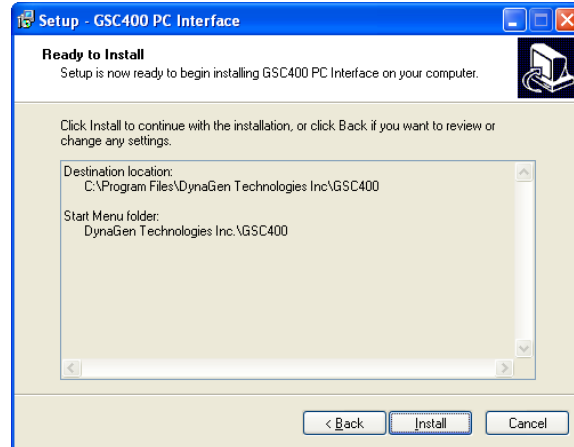 Setup - GSC400 PC Interface
Ready to Install
Setup is now ready to begin installing GSC400 PC Interface on your computer.
Click Install to continue with the installation, or click Back if you want to review or
change any settings.
Destination location:
C:\Program Files\DynaGen Technologies Inc\GSC400
Start Menu folder:
DynaGen Technologies Inc.\GSC400
< Back
Install
Cancel